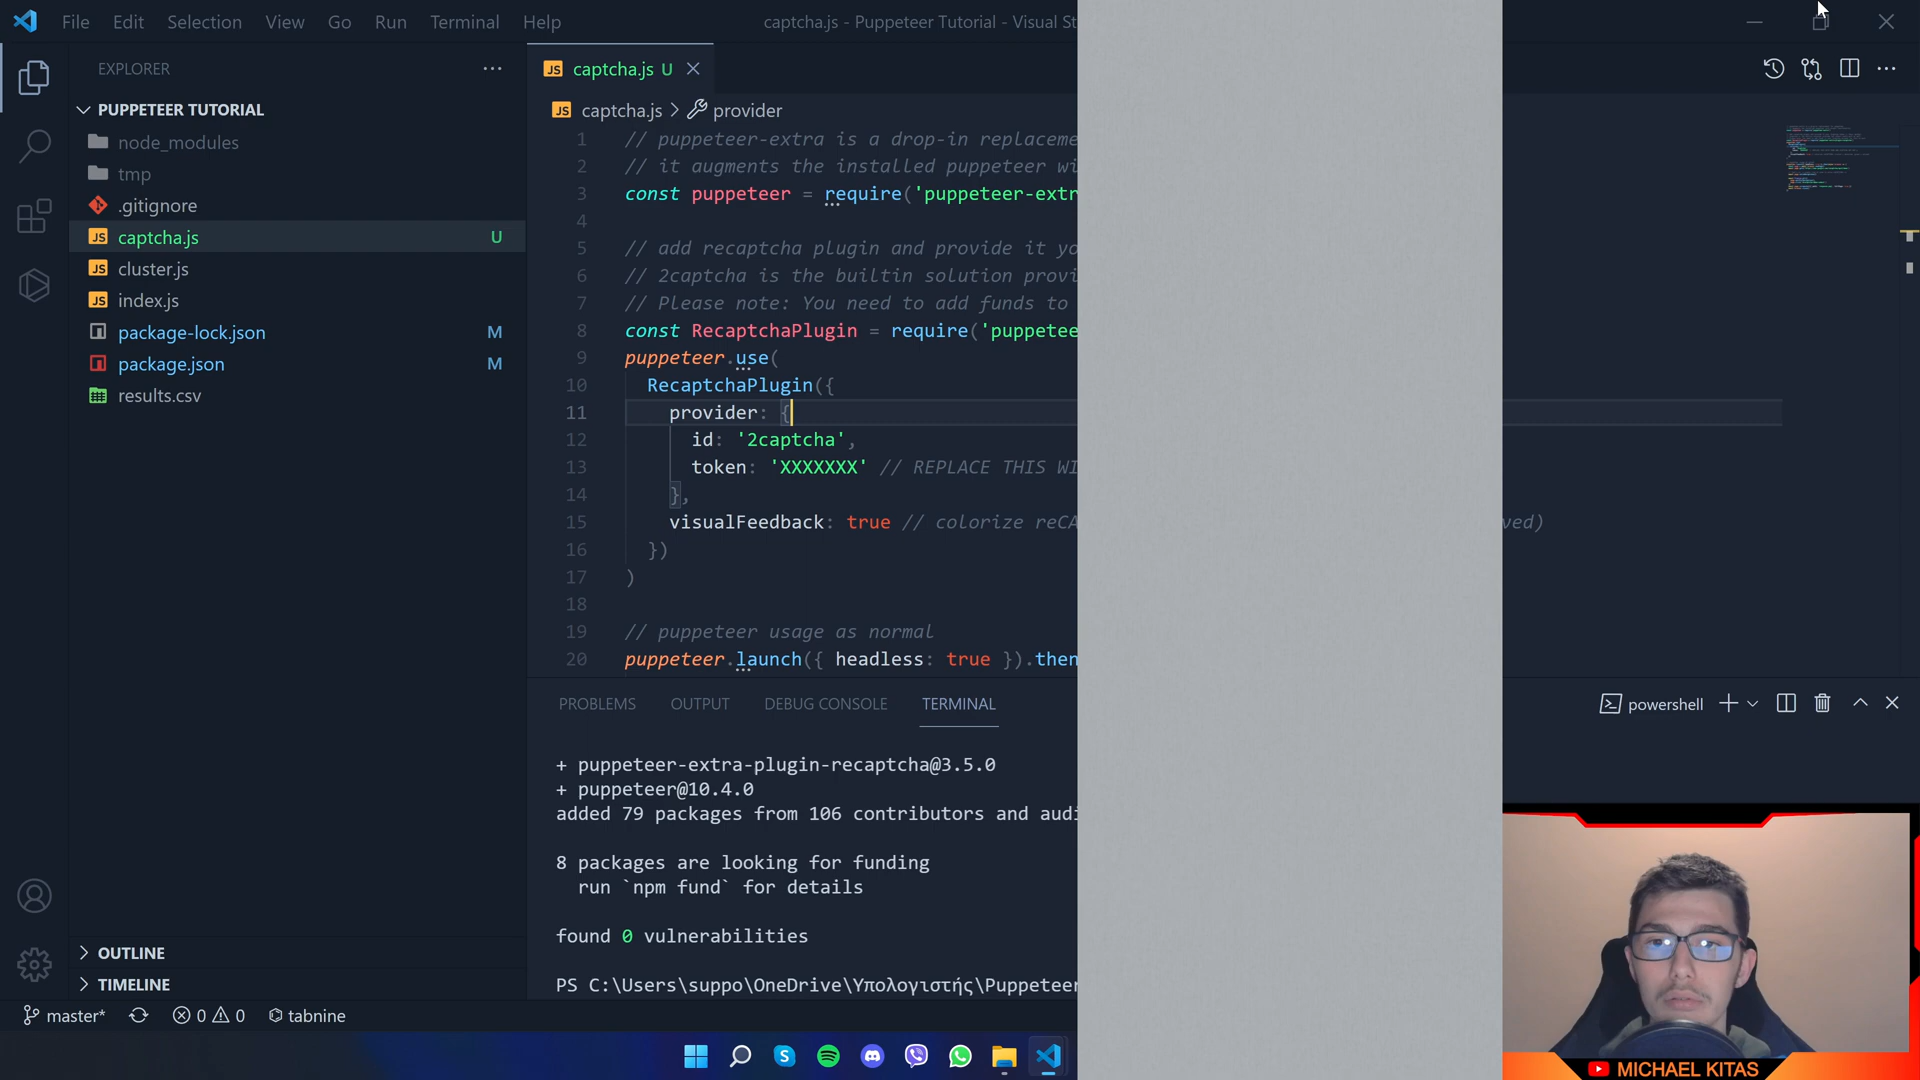 File Edit Selection View Go Run Terminal Help
captcha.js - Puppeteer Tutorial - Visual St
EXPLORER
PUPPETEER TUTORIAL
node_modules
tmp
.gitignore
captcha.js U
cluster.js
index.js
package-lock.json M
package.json M
results.csv
OUTLINE
TIMELINE
captcha.js U
captcha.js > provider
1 // puppeteer-extra is a drop-in replaceme
2 // it augments the installed puppeteer wi
3 const puppeteer = require('puppeteer-extr
4
5 // add recaptcha plugin and provide it yo
6 // 2captcha is the builtin solution provi
7 // Please note: You need to add funds to
8 const RecaptchaPlugin = require('puppetee
9 puppeteer.use(
10 RecaptchaPlugin({
11 provider: {
12 id: '2captcha',
13 token: 'XXXXXXX' // REPLACE THIS WI
14 },
15 visualFeedback: true // colorize reCA ved)
16 })
17 )
18
19 // puppeteer usage as normal
20 puppeteer.launch({ headless: true }).then
PROBLEMS OUTPUT DEBUG CONSOLE TERMINAL
powershell
+ puppeteer-extra-plugin-recaptcha@3.5.0
+ puppeteer@10.4.0
added 79 packages from 106 contributors and audi
8 packages are looking for funding
run `npm fund` for details
found 0 vulnerabilities
PS C:\Users\suppo\OneDrive\Υπολογιστής\Puppeteer
master* 0 0 tabnine
MICHAEL KITAS